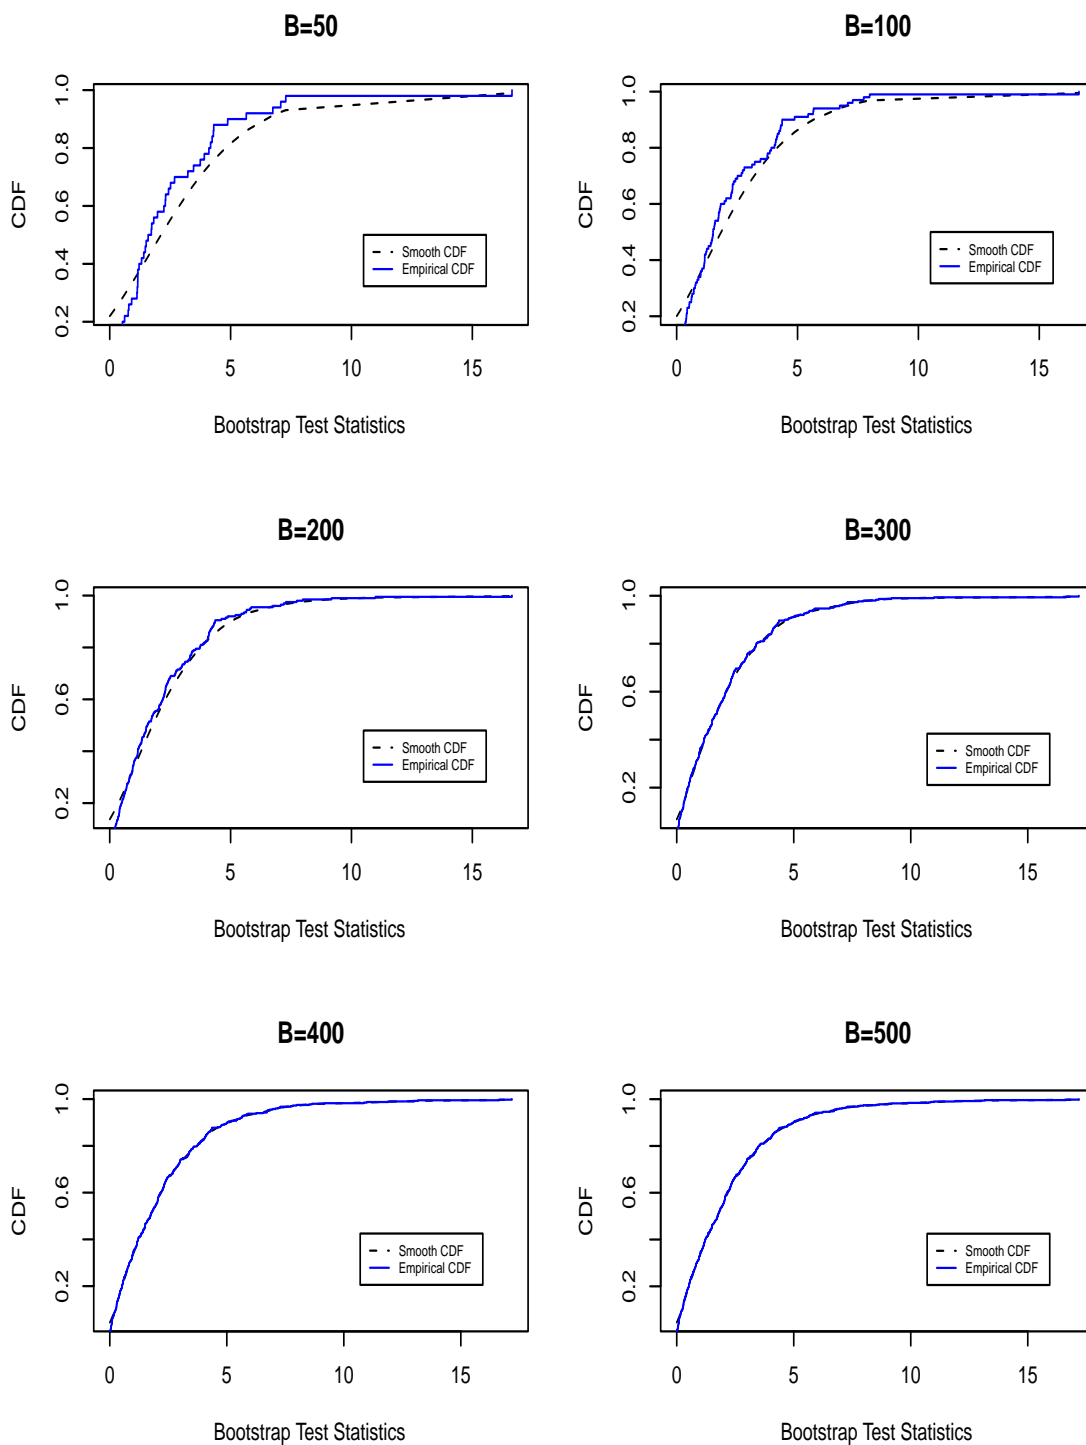 B=50
CDF
1.0
0.8
0.6
0.4
0.2
Smooth CDF
Empirical CDF
0 5 10 15
Bootstrap Test Statistics
B=100
CDF
1.0
0.8
0.6
0.4
0.2
Smooth CDF
Empirical CDF
0 5 10 15
Bootstrap Test Statistics
B=200
CDF
1.0
0.6
0.2
Smooth CDF
Empirical CDF
0 5 10 15
Bootstrap Test Statistics
B=300
CDF
1.0
0.6
0.2
Smooth CDF
Empirical CDF
0 5 10 15
Bootstrap Test Statistics
B=400
CDF
1.0
0.6
0.2
Smooth CDF
Empirical CDF
0 5 10 15
Bootstrap Test Statistics
B=500
CDF
1.0
0.6
0.2
Smooth CDF
Empirical CDF
0 5 10 15
Bootstrap Test Statistics